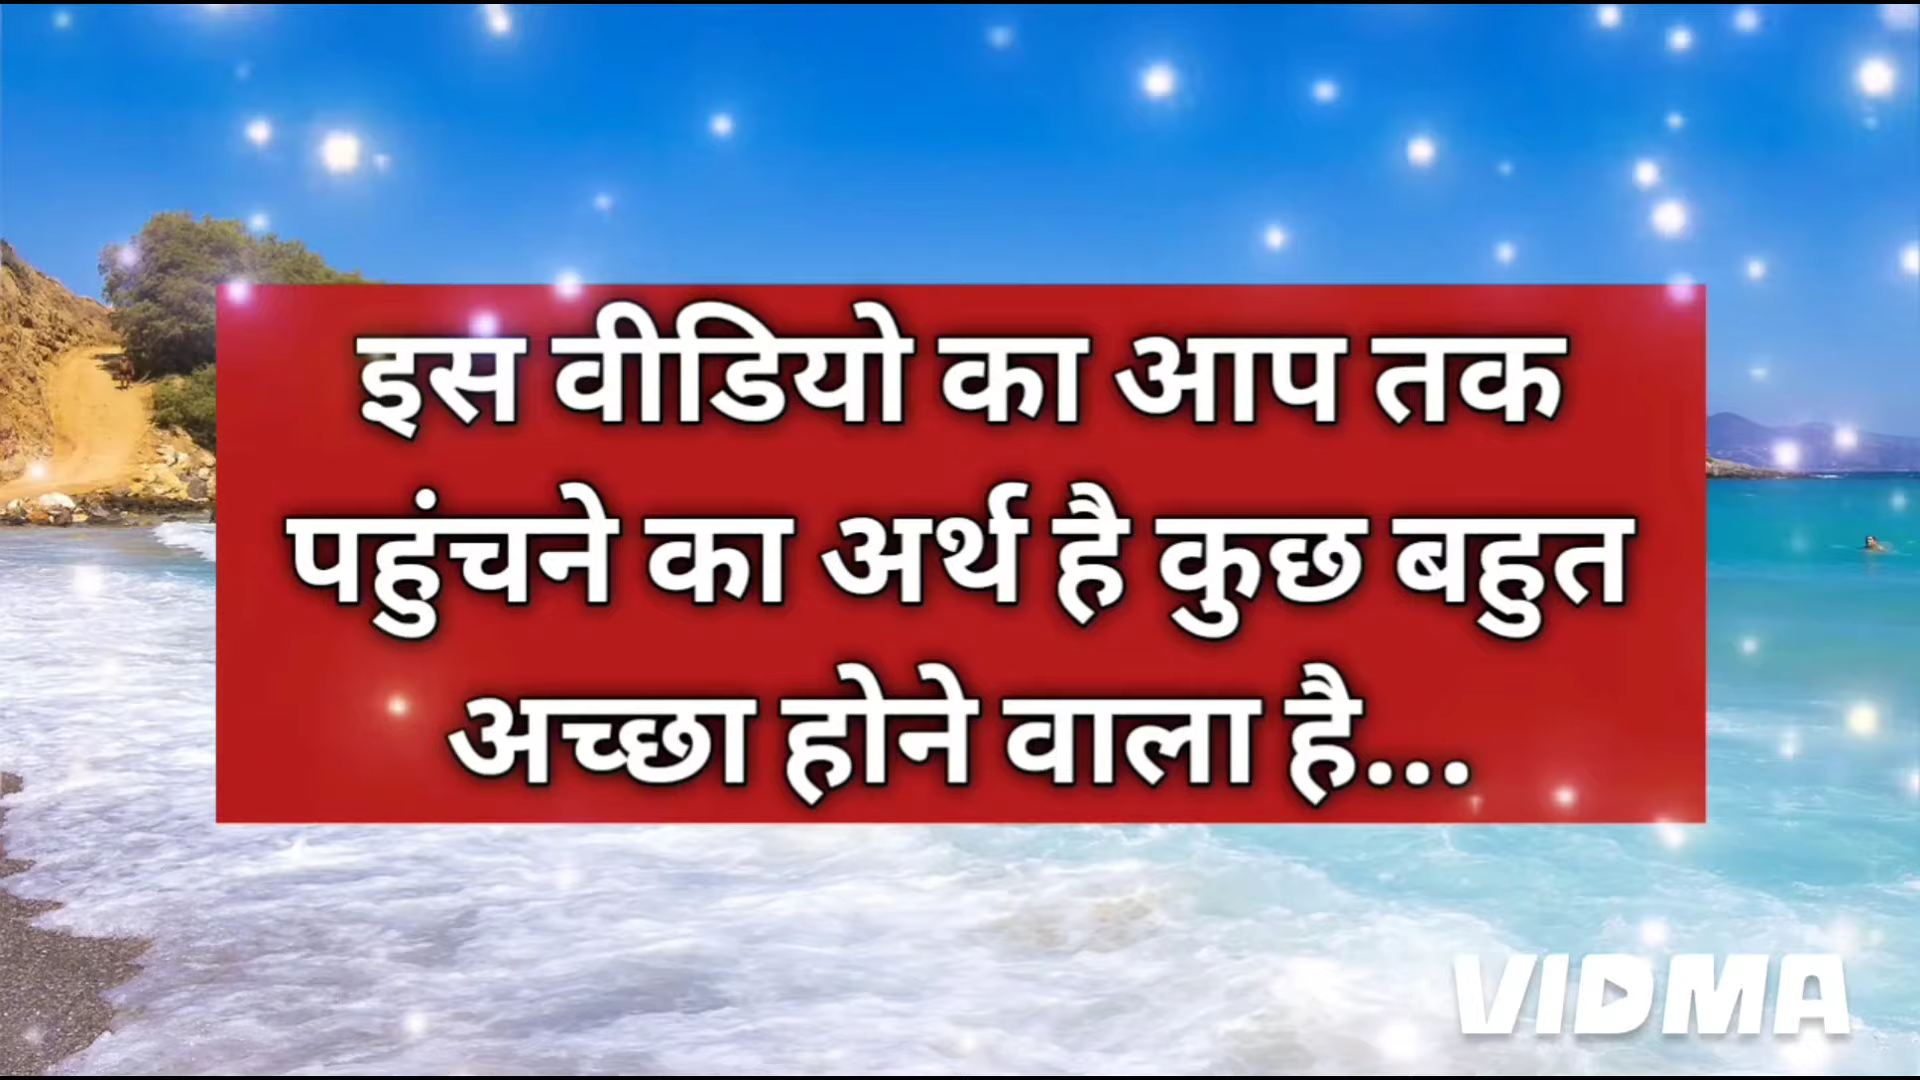 इस वीडियो का आप तक
पहुंचने का अर्थ है कुछ बहुत
अच्छा होने वाला है...
VIDMA